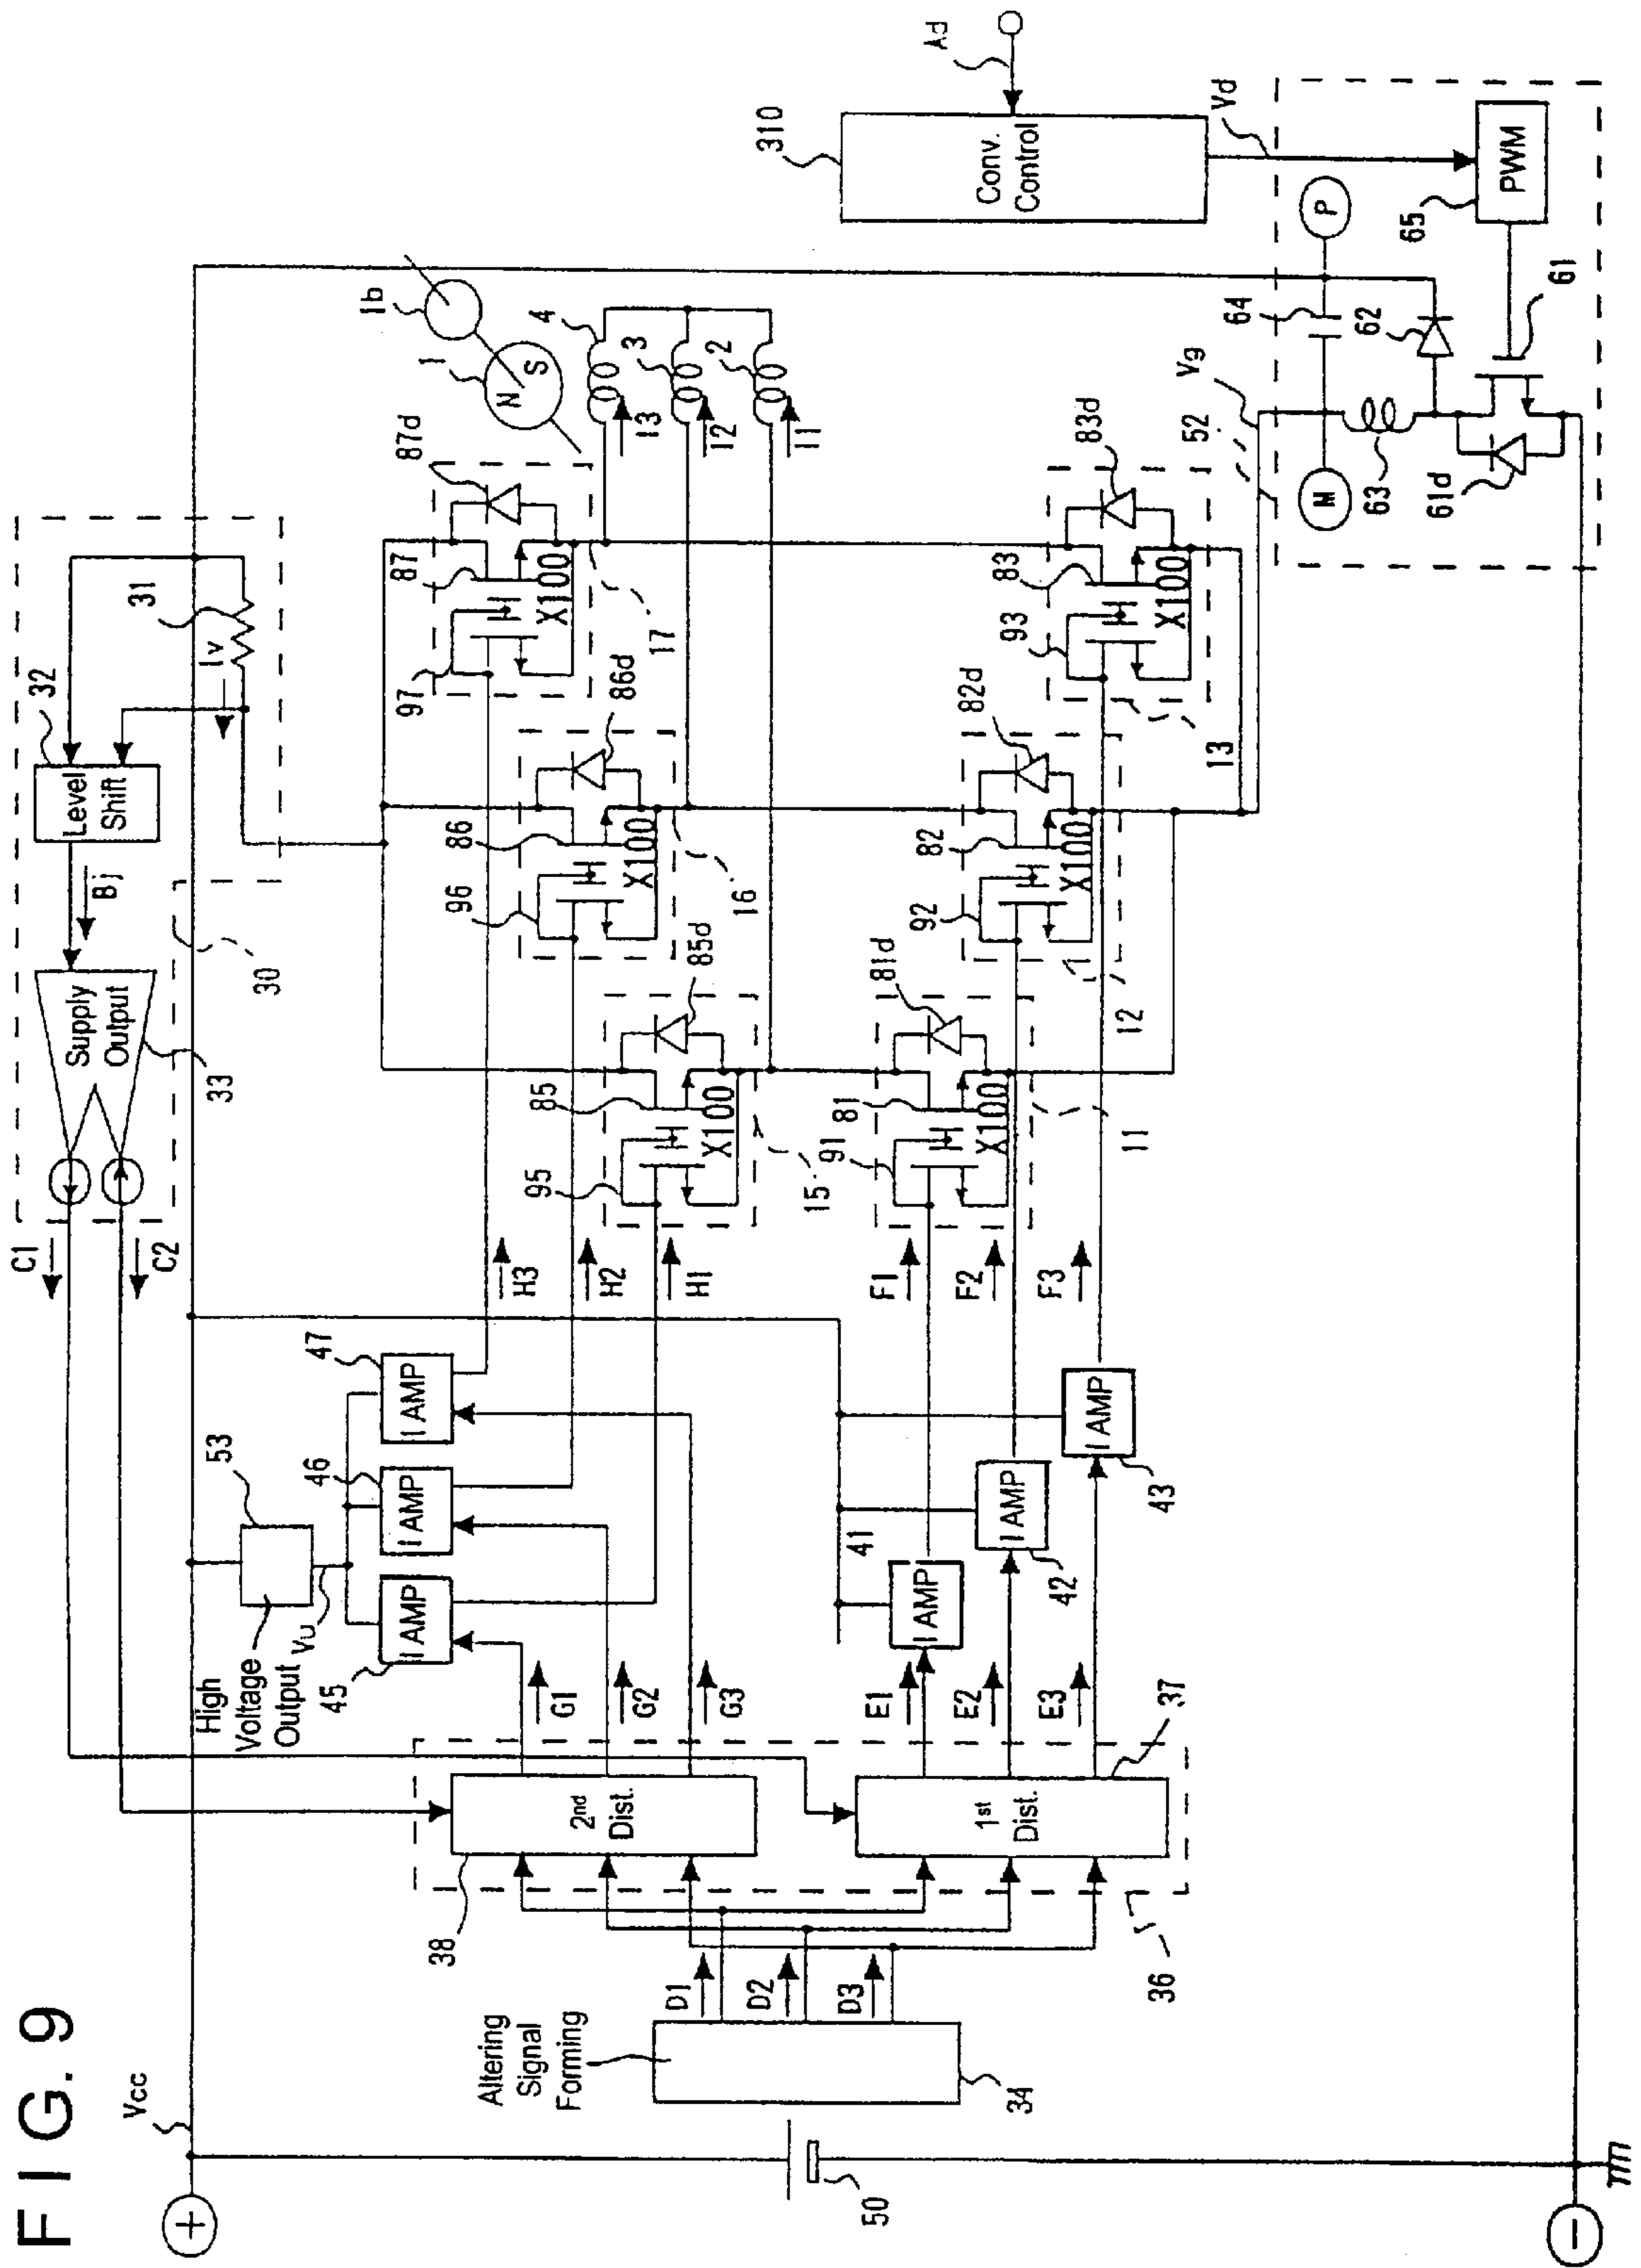 FIG. 9
Vcc
+
−
50
Altering
Signal
Forming
34
D1
D2
D3
36
38
2nd
Dist.
1st
Dist.
37
High
Voltage
Output
VU
53
45
I AMP
46
I AMP
47
I AMP
G1
G2
G3
E1
E2
E3
41
I AMP
42
I AMP
43
I AMP
H3
H2
H1
F1
F2
F3
C1
C2
33
Supply
Output
Bj
32
Level
Shift
31
Iv
30
95
85
85d
X100
15
96
86
86d
X100
16
97
87
87d
X100
17
91
81
81d
X100
11
92
82
82d
X100
12
93
83
83d
X100
13
1
1b
N
S
4
3
2
I3
I2
I1
310
Conv.
Control
Ad
Vd
Vg
52
M
P
64
63
62
61
61d
65
PWM